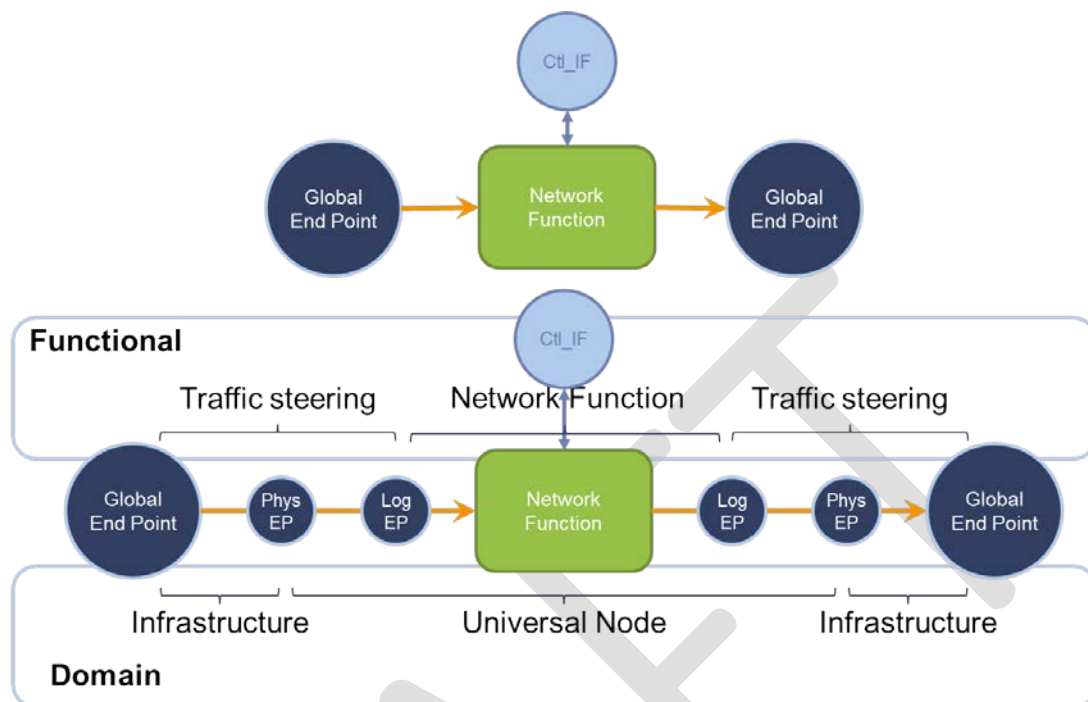 Ctl_IF
Global
End Point
Network
Function
Global
End Point
Functional
Ctl_IF
Traffic steering
Network Function
Traffic steering
Global
End Point
Phys
EP
Log
EP
Network
Function
Log
EP
Phys
EP
Global
End Point
Infrastructure
Universal Node
Infrastructure
Domain